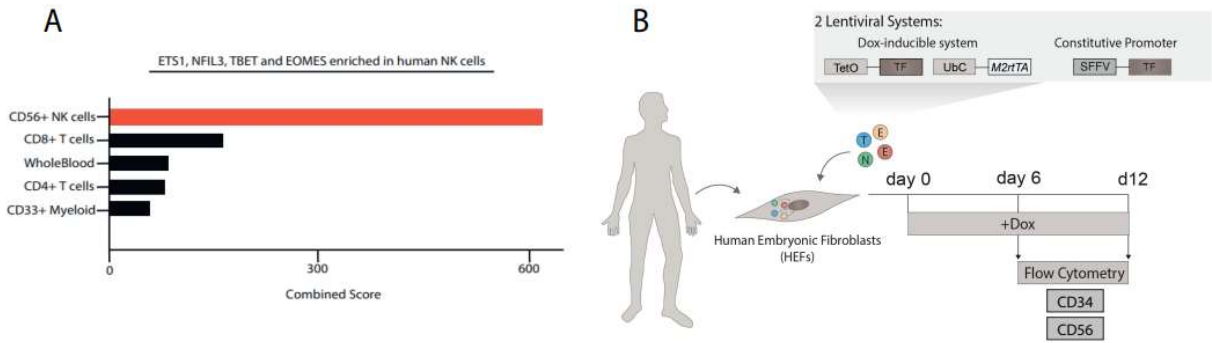 A
ETS1, NFIL3, TBET and EOMES enriched in human NK cells
CD56+ NK cells
CD8+ T cells
WholeBlood
CD4+ T cells
CD33+ Myeloid
0
300
600
Combined Score
B
2 Lentiviral Systems:
Dox-inducible system
Constitutive Promoter
TetO
TF
UbC
M2rtTA
SFFV
TF
T
E
N
E
day 0
day 6
d12
+Dox
Human Embryonic Fibroblasts
(HEFs)
Flow Cytometry
CD34
CD56